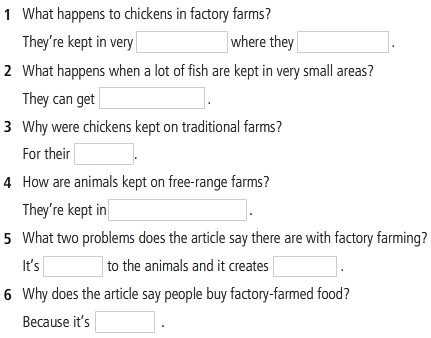 1 What happens to chickens in factory farms?
They're kept in very where they .
2 What happens when a lot of fish are kept in very small areas?
They can get .
3 Why were chickens kept on traditional farms?
For their .
4 How are animals kept on free-range farms?
They're kept in .
5 What two problems does the article say there are with factory farming?
It's to the animals and it creates .
6 Why does the article say people buy factory-farmed food?
Because it's .